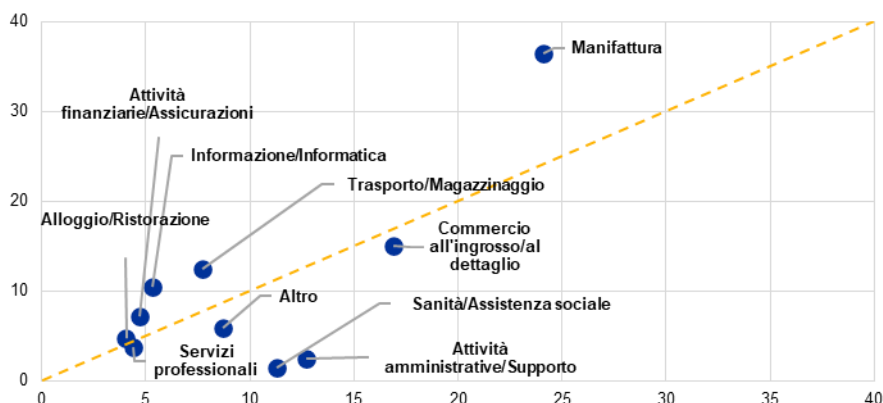 40
Manifattura
30
Attività
finanziarie/Assicurazioni
Informazione/Informatica
Trasporto/Magazzinaggio
20
Alloggio/Ristorazione
Commercio
all'ingrosso/al
dettaglio
10
Altro
Sanità/Assistenza sociale
Servizi
professionali
Attività
amministrative/Supporto
0
0 5 10 15 20 25 30 35 40